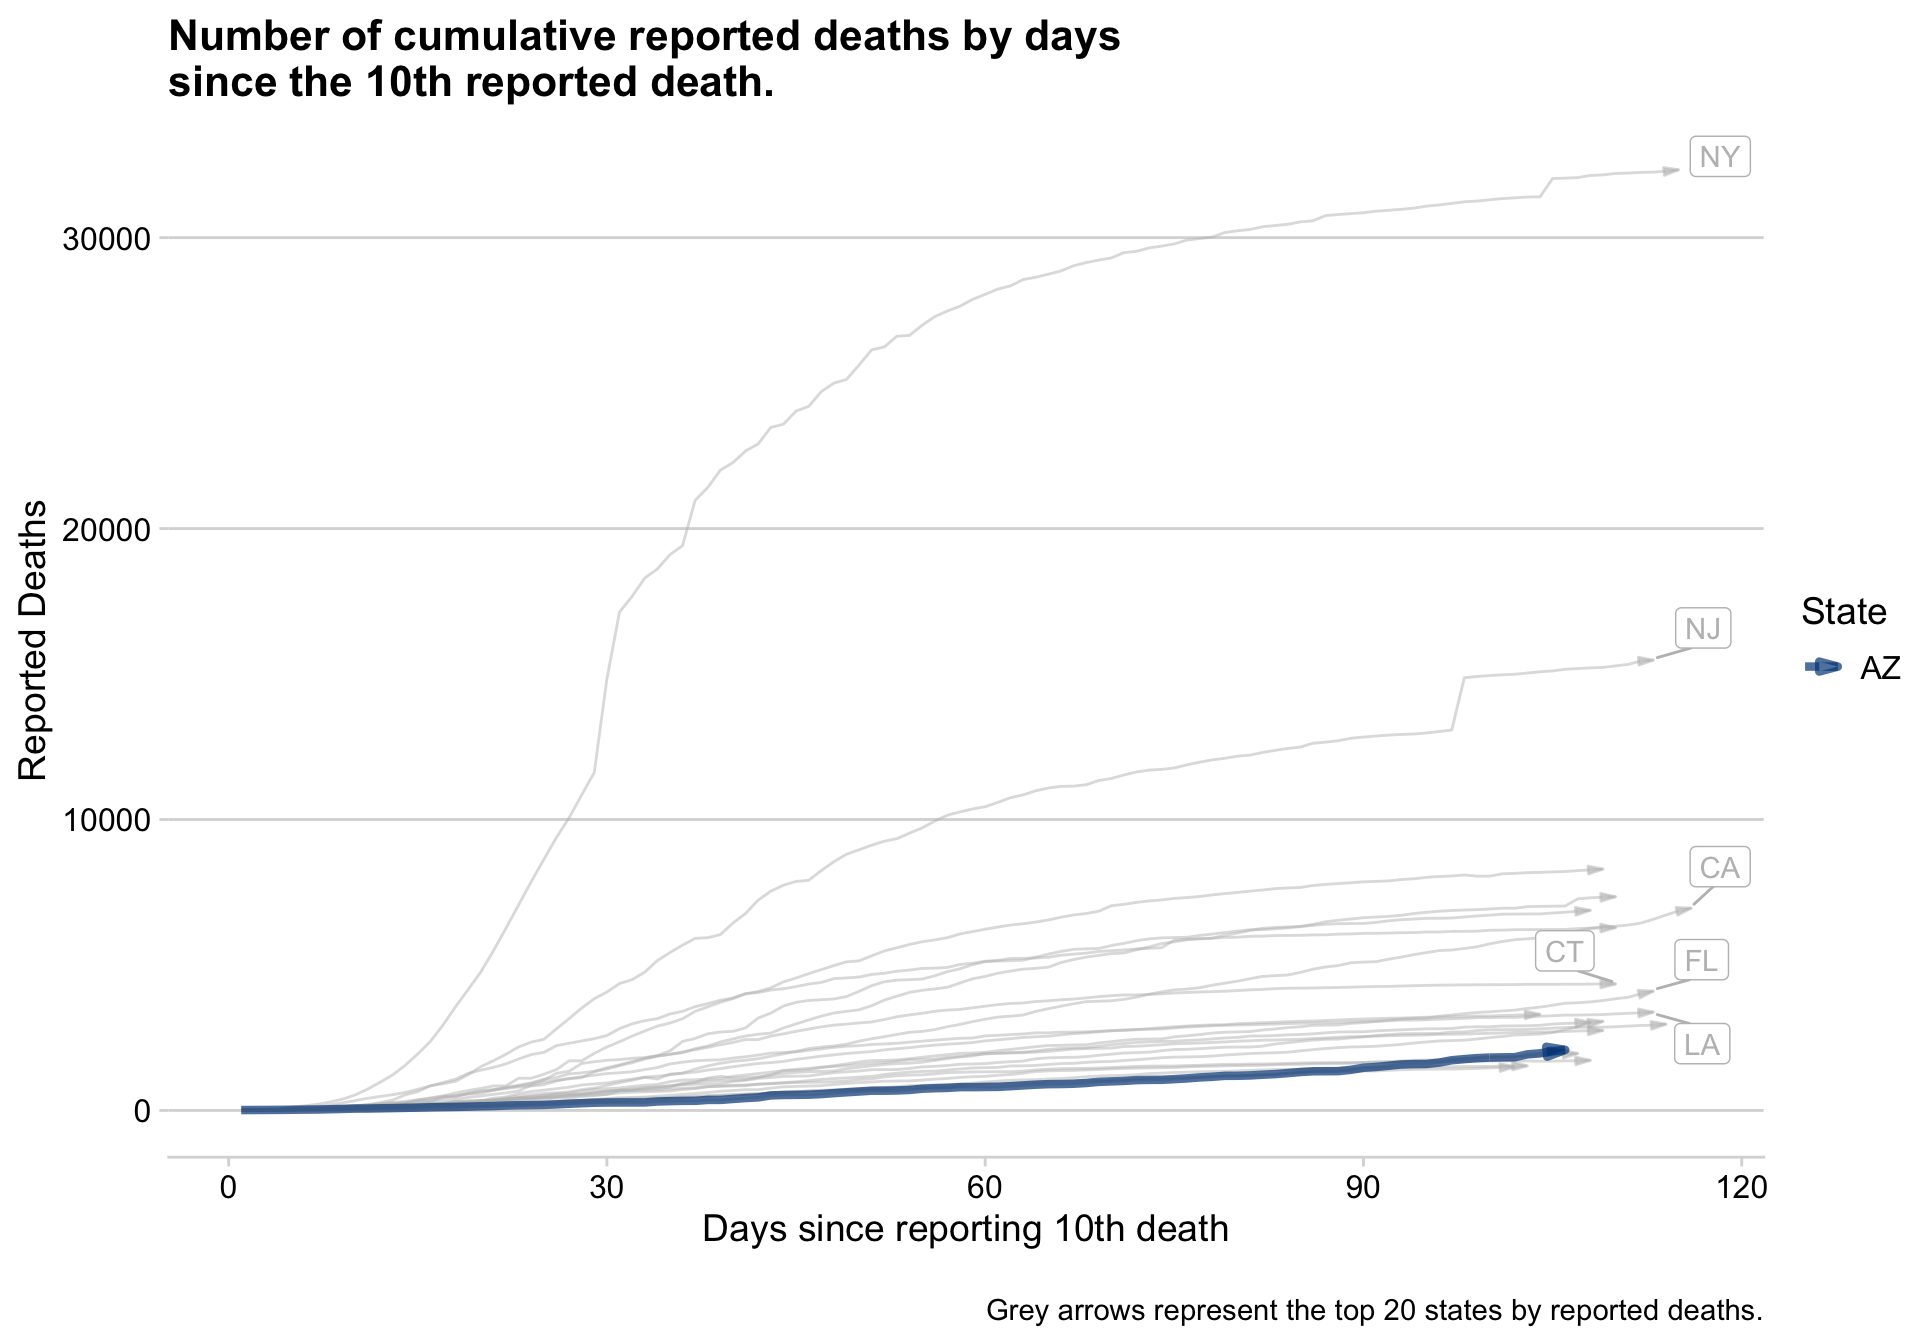 Number of cumulative reported deaths by days
since the 10th reported death.
NY
30000
20000
Reported Deaths
NJ
State
AZ
10000
CA
CT
FL
LA
0
0 30 60 90 120
Days since reporting 10th death
Grey arrows represent the top 20 states by reported deaths.